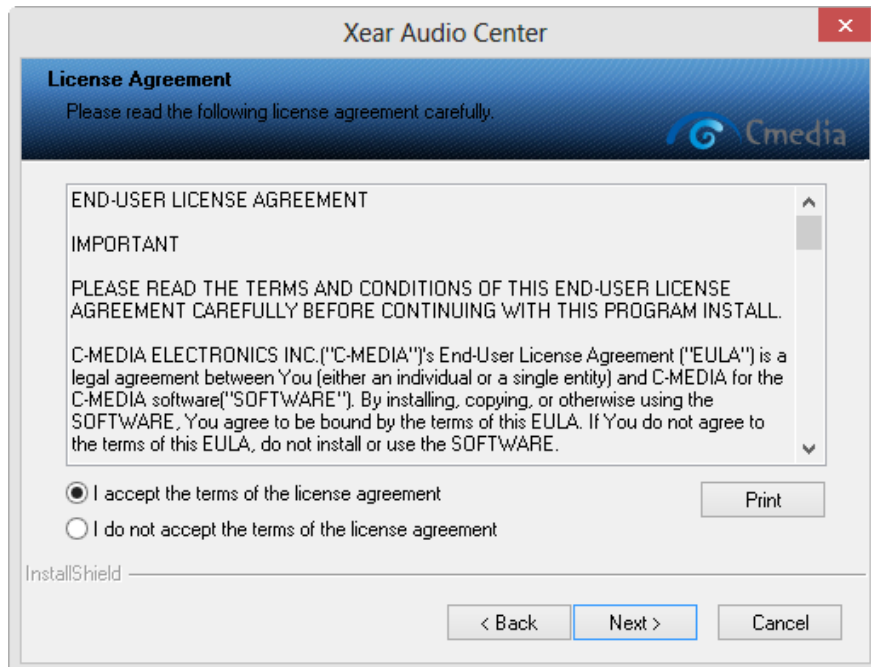 Xear Audio Center
License Agreement
Please read the following license agreement carefully.
Cmedia
END-USER LICENSE AGREEMENT
IMPORTANT
PLEASE READ THE TERMS AND CONDITIONS OF THIS END-USER LICENSE
AGREEMENT CAREFULLY BEFORE CONTINUING WITH THIS PROGRAM INSTALL.
C-MEDIA ELECTRONICS INC.("C-MEDIA")'s End-User License Agreement ("EULA") is a
legal agreement between You (either an individual or a single entity) and C-MEDIA for the
C-MEDIA software("SOFTWARE"). By installing, copying, or otherwise using the
SOFTWARE, You agree to be bound by the terms of this EULA. If You do not agree to
the terms of this EULA, do not install or use the SOFTWARE.
I accept the terms of the license agreement
Print
I do not accept the terms of the license agreement
InstallShield
< Back
Next >
Cancel